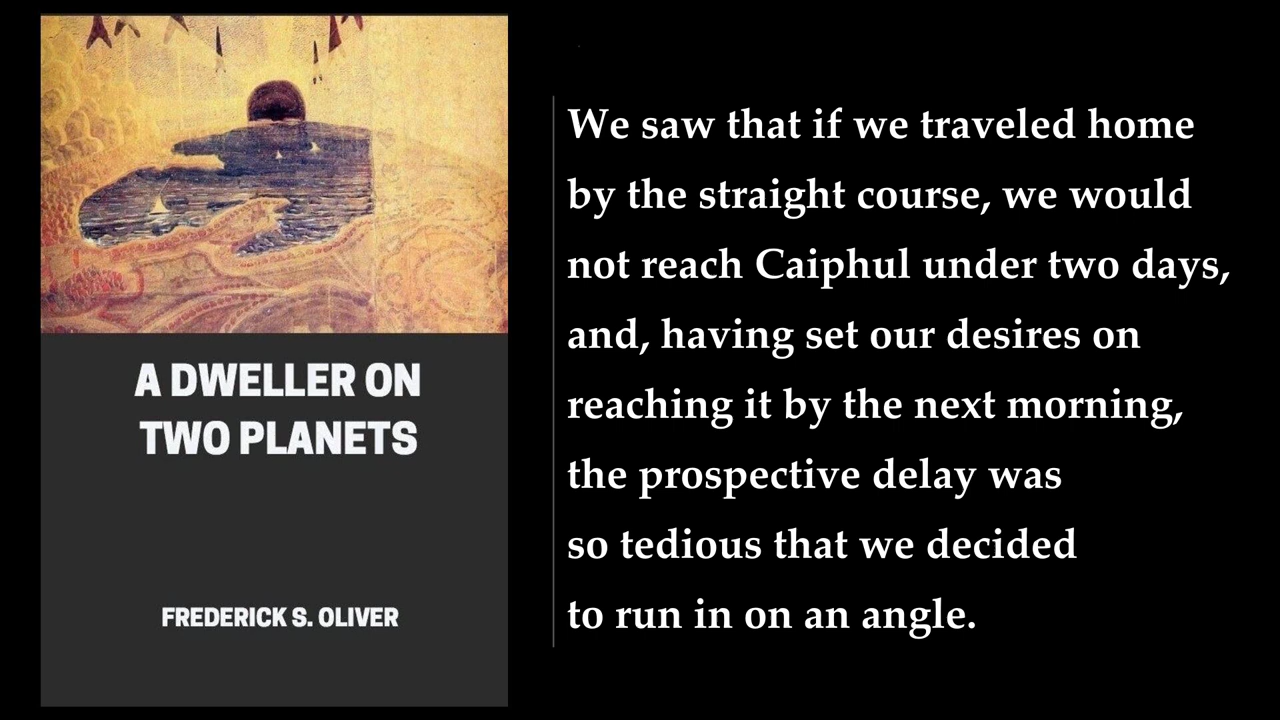 A DWELLER ON
TWO PLANETS
FREDERICK S. OLIVER
We saw that if we traveled home
by the straight course, we would
not reach Caiphul under two days,
and, having set our desires on
reaching it by the next morning,
the prospective delay was
so tedious that we decided
to run in on an angle.